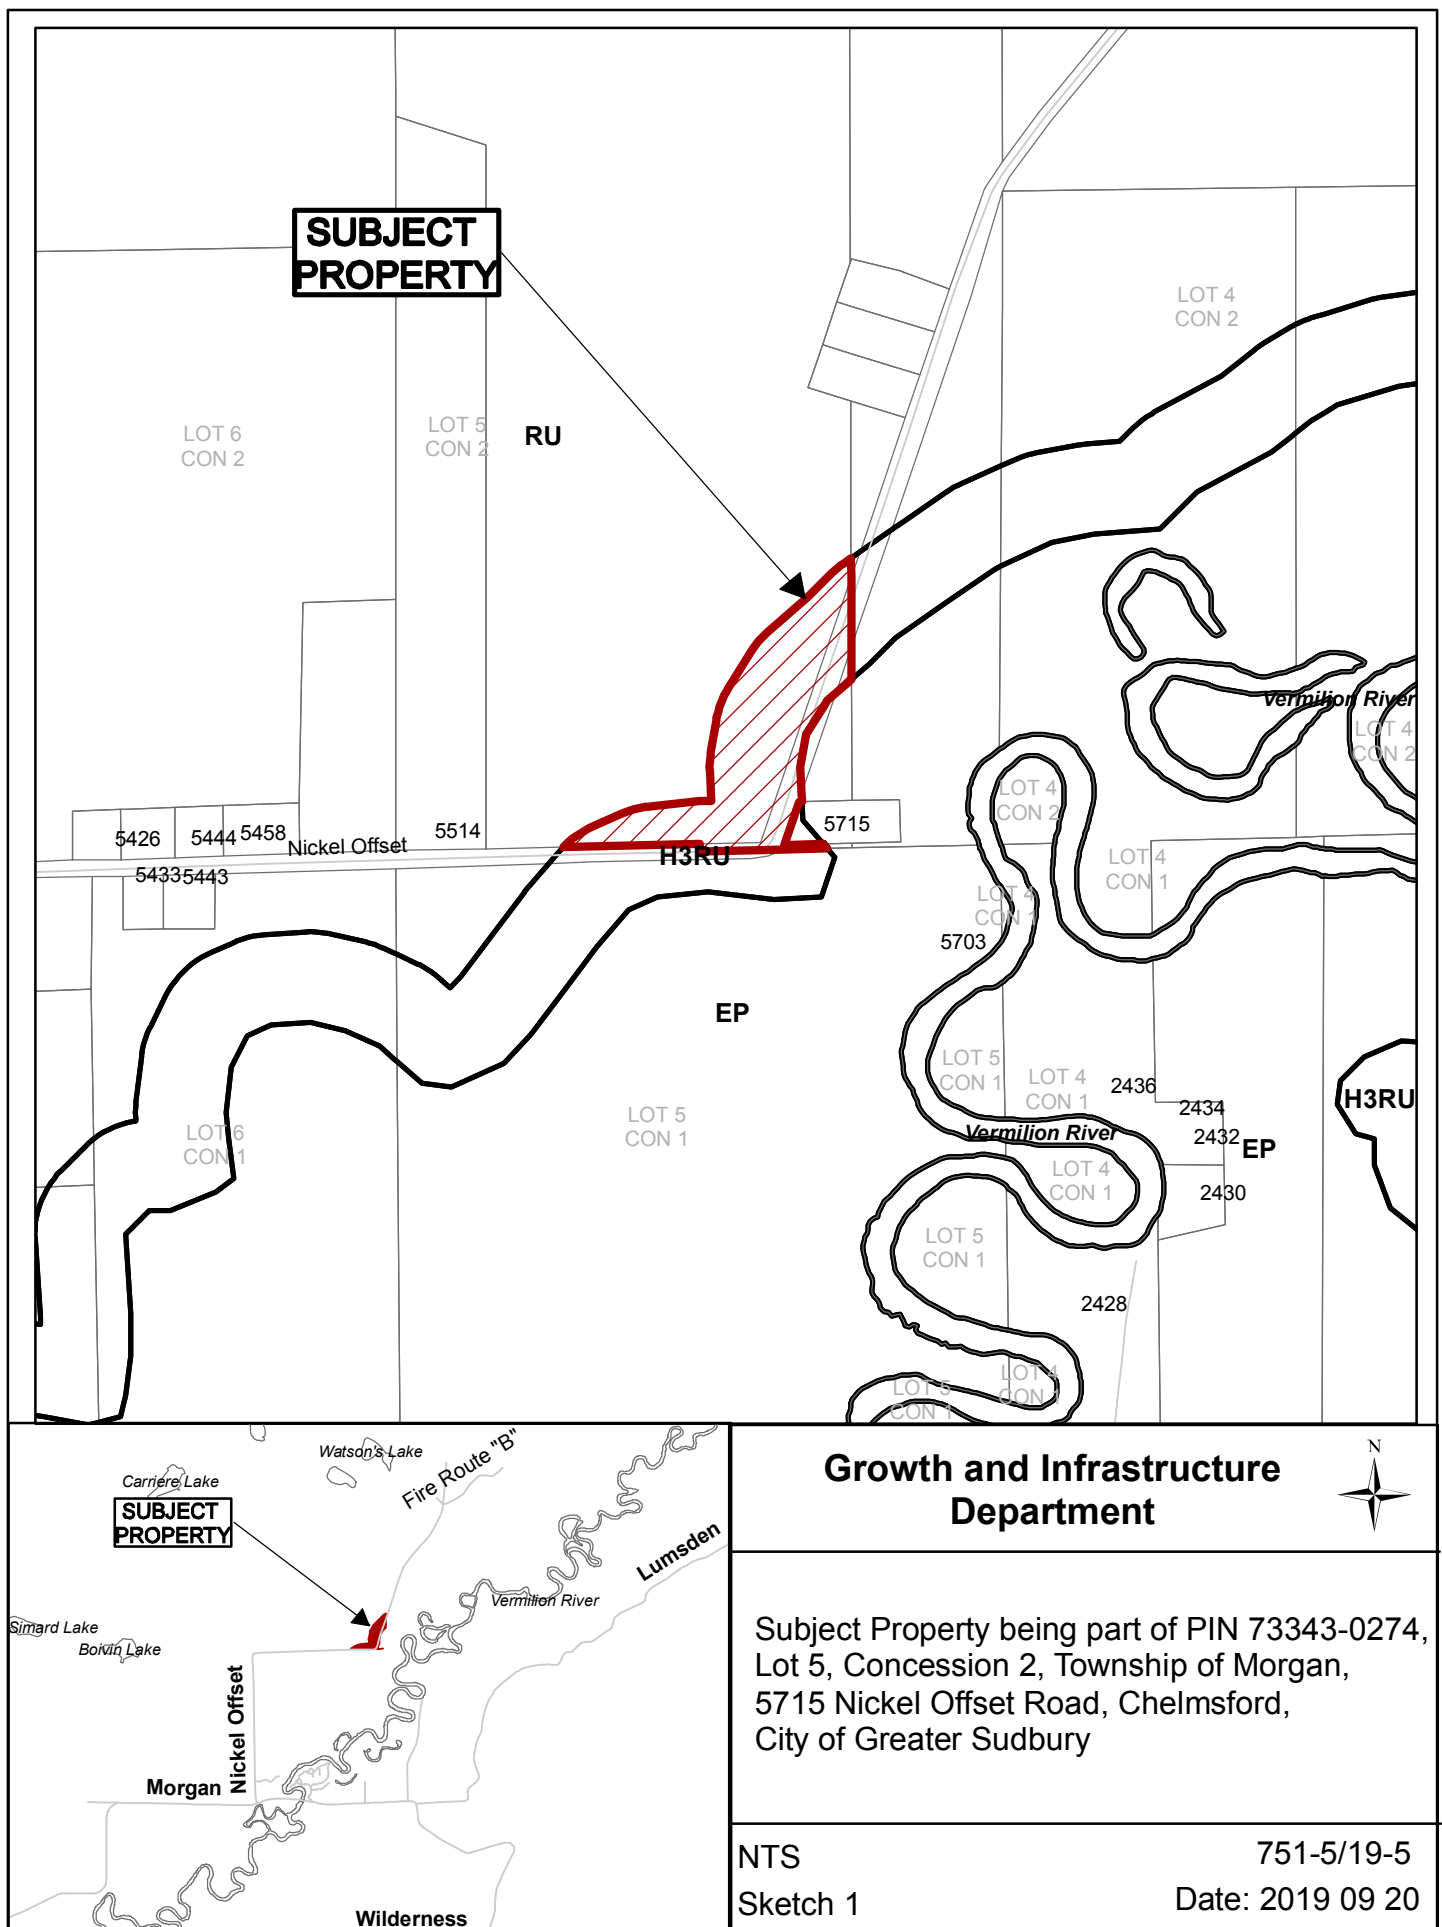 SUBJECT
PROPERTY
LOT 4
CON 2
LOT 6
CON 2
LOT 5
CON 2
RU
Vermilion River
LOT 4
CON 2
LOT 4
CON 2
5426
5444
5458
Nickel Offset
5514
5715
H3RU
5433
5443
LOT 4
CON 1
LOT 4
CON 1
5703
EP
LOT 5
CON 1
LOT 4
CON 1
2436
2434
2432
EP
2430
H3RU
LOT 6
CON 1
LOT 5
CON 1
Vermilion River
LOT 4
CON 1
LOT 5
CON 1
2428
LOT 4
CON 1
LOT 5
CON 1
Watson's Lake
Fire Route "B"
Carriere Lake
SUBJECT
PROPERTY
Lumsden
Vermilion River
Simard Lake
Boivin Lake
Nickel Offset
Morgan
Wilderness
Growth and Infrastructure
Department
N
Subject Property being part of PIN 73343-0274,
Lot 5, Concession 2, Township of Morgan,
5715 Nickel Offset Road, Chelmsford,
City of Greater Sudbury
NTS
751-5/19-5
Sketch 1
Date: 2019 09 20